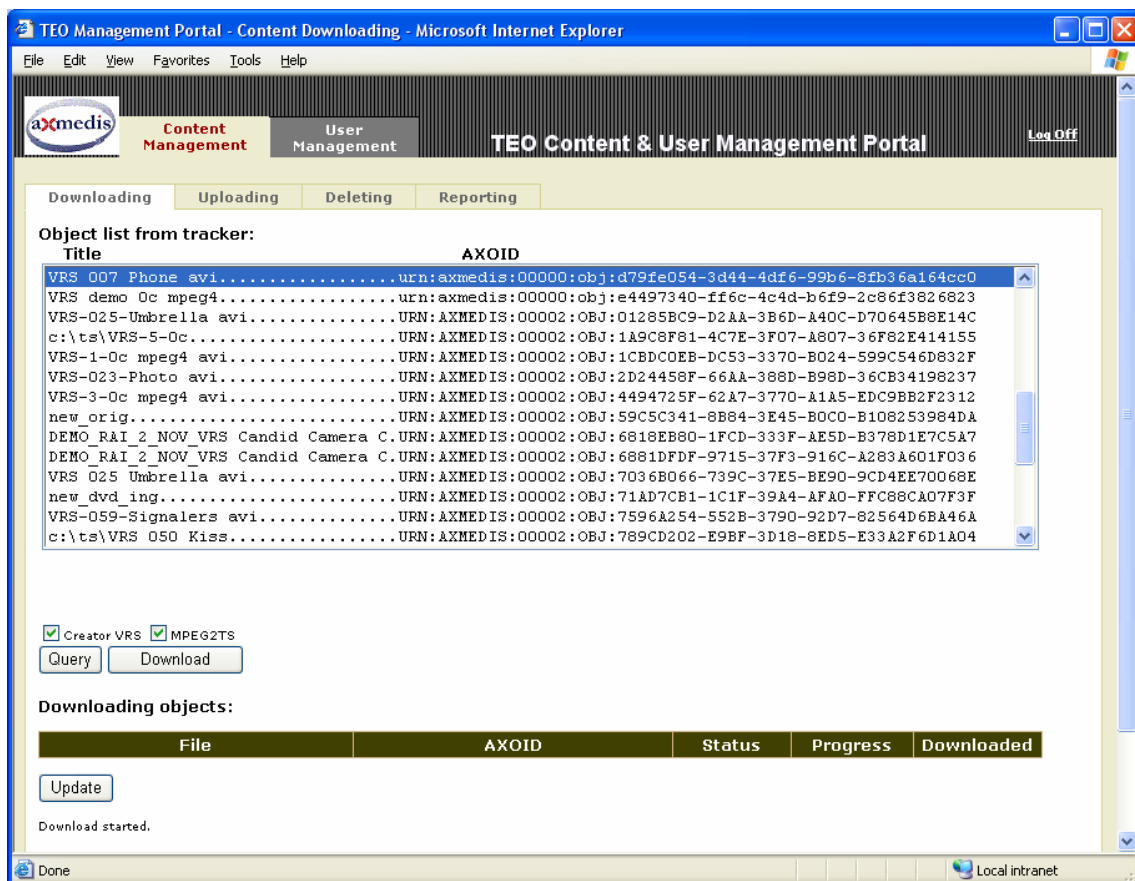 TEO Management Portal - Content Downloading - Microsoft Internet Explorer
File Edit View Favorites Tools Help
axmedis
Content Management
User Management
TEO Content & User Management Portal
Log Off
Downloading Uploading Deleting Reporting
Object list from tracker:
Title AXOID
VRS 007 Phone avi..................urn:axmedis:00000:obj:d79fe054-3d44-4df6-99b6-8fb36a164cc0
VRS demo 0c mpeg4..................urn:axmedis:00000:obj:e4497340-ff6c-4c4d-b6f9-2c86f3826823
VRS-025-Umbrella avi...............URN:AXMEDIS:00002:OBJ:01285BC9-D2AA-3B6D-A40C-D70645B8E14C
c:\ts\VRS-5-0c.....................URN:AXMEDIS:00002:OBJ:1A9C8F81-4C7E-3F07-A807-36F82E414155
VRS-1-0c mpeg4 avi.................URN:AXMEDIS:00002:OBJ:1CBDC0EB-DC53-3370-B024-599C546D832F
VRS-023-Photo avi..................URN:AXMEDIS:00002:OBJ:2D24458F-66AA-388D-B98D-36CB34198237
VRS-3-0c mpeg4 avi.................URN:AXMEDIS:00002:OBJ:4494725F-62A7-3770-A1A5-EDC9BB2F2312
new_orig...........................URN:AXMEDIS:00002:OBJ:59C5C341-8B84-3E45-B0C0-B108253984DA
DEMO_RAI_2_NOV_VRS Candid Camera C.URN:AXMEDIS:00002:OBJ:6818EB80-1FCD-333F-AE5D-B378D1E7C5A7
DEMO_RAI_2_NOV_VRS Candid Camera C.URN:AXMEDIS:00002:OBJ:6881DFDF-9715-37F3-916C-A283A601F036
VRS 025 Umbrella avi...............URN:AXMEDIS:00002:OBJ:7036B066-739C-37E5-BE90-9CD4EE70068E
new_dvd_ing........................URN:AXMEDIS:00002:OBJ:71AD7CB1-1C1F-39A4-AFA0-FFC88CA07F3F
VRS-059-Signalers avi..............URN:AXMEDIS:00002:OBJ:7596A254-552B-3790-92D7-82564D6BA46A
c:\ts\VRS 050 Kiss.................URN:AXMEDIS:00002:OBJ:789CD202-E9BF-3D18-8ED5-E33A2F6D1A04
Creator VRS MPEG2TS
Query Download
Downloading objects:
File AXOID Status Progress Downloaded
Update
Download started.
Done Local intranet